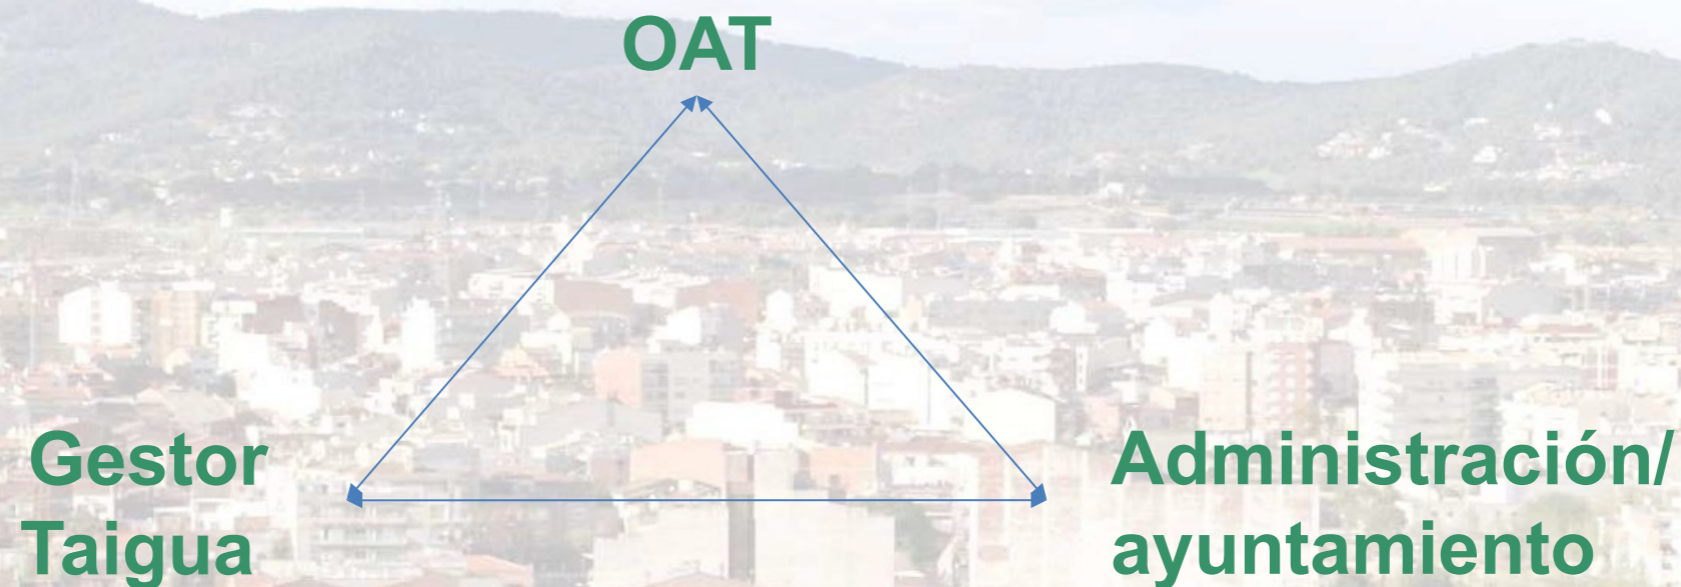 OAT
Gestor
Taigua
Administración/
ayuntamiento